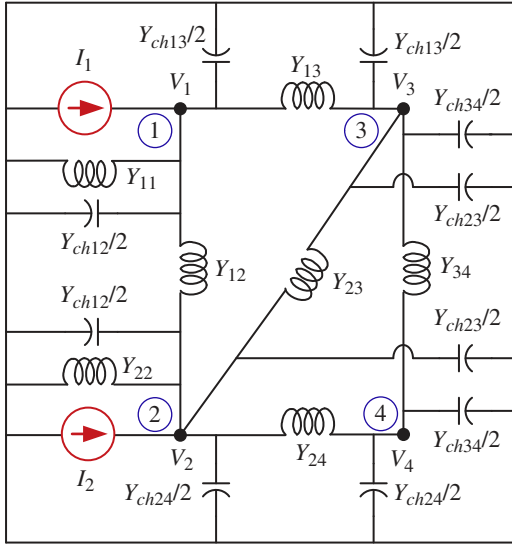 Y_ch13/2
Y_ch13/2
I_1
V_1
Y_13
V_3
Y_ch34/2
1
3
Y_11
Y_ch23/2
Y_ch12/2
Y_12
Y_23
Y_34
Y_ch12/2
Y_ch23/2
Y_22
2
4
V_2
Y_24
V_4
Y_ch34/2
I_2
Y_ch24/2
Y_ch24/2